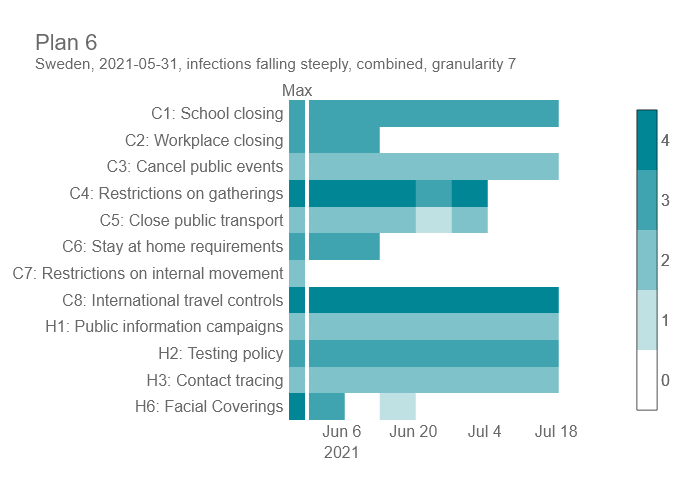 Plan 6
Sweden, 2021-05-31, infections falling steeply, combined, granularity 7
Max
C1: School closing
C2: Workplace closing
C3: Cancel public events
C4: Restrictions on gatherings
C5: Close public transport
C6: Stay at home requirements
C7: Restrictions on internal movement
C8: International travel controls
H1: Public information campaigns
H2: Testing policy
H3: Contact tracing
H6: Facial Coverings
Jun 6 Jun 20 Jul 4 Jul 18
2021
4
3
2
1
0